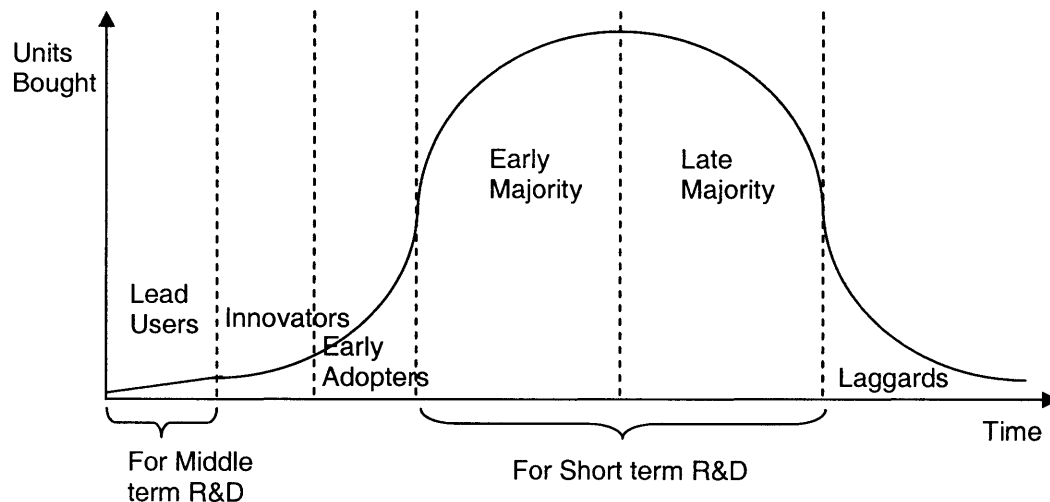 Units
Bought
Early
Majority
Late
Majority
Lead
Users
Innovators
Early
Adopters
Laggards
Time
For Middle
term R&D
For Short term R&D